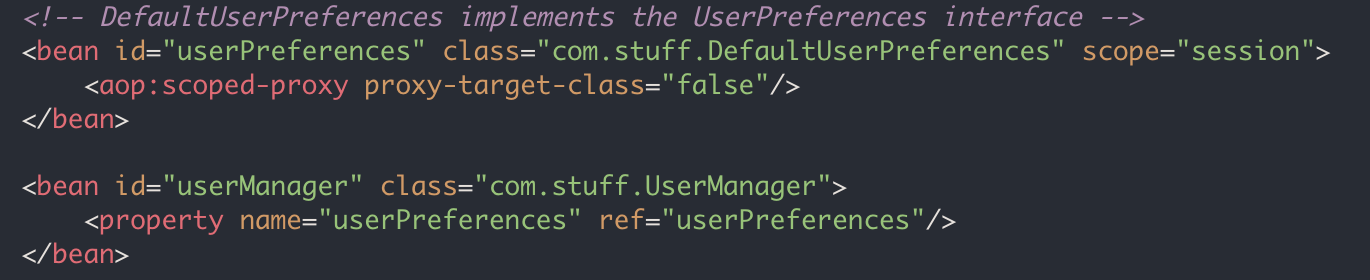 <!-- DefaultUserPreferences implements the UserPreferences interface -->
<bean id="userPreferences" class="com.stuff.DefaultUserPreferences" scope="session">
    <aop:scoped-proxy proxy-target-class="false"/>
</bean>

<bean id="userManager" class="com.stuff.UserManager">
    <property name="userPreferences" ref="userPreferences"/>
</bean>